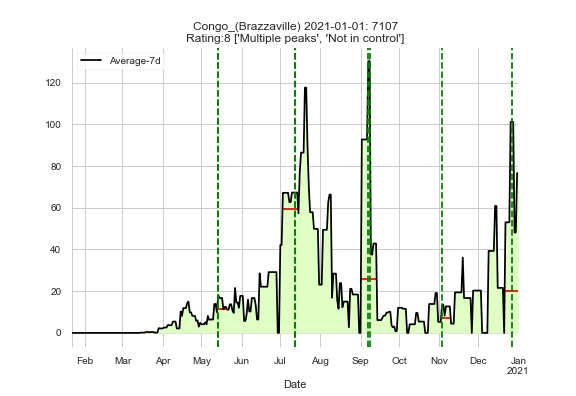 Congo_(Brazzaville) 2021-01-01: 7107
Rating:8 ['Multiple peaks', 'Not in control']
Average-7d
120
100
80
60
40
20
0
Feb Mar Apr May Jun Jul Aug Sep Oct Nov Dec Jan
2021
Date